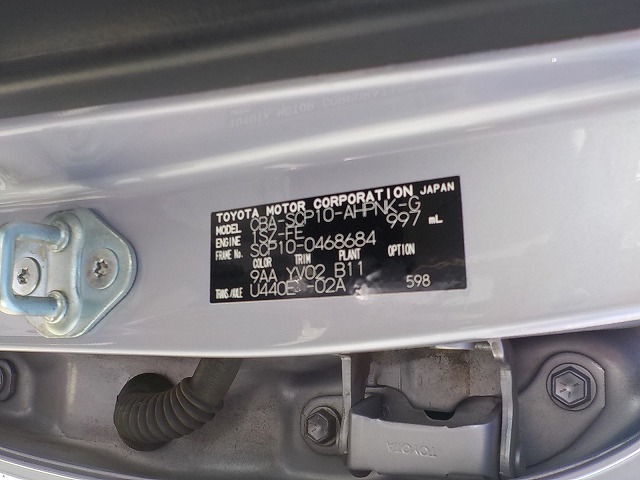 TOYOTA MOTOR CORPORATION JAPAN
MODEL CBA-SCP10-AHPNK-G
ENGINE 1SZ-FE 997 mL
FRAME No. SCP10-0468684
COLOR TRIM PLANT OPTION
9AA YV02 B11
TRANS/AXLE U440E -02A 598
TOYOTA